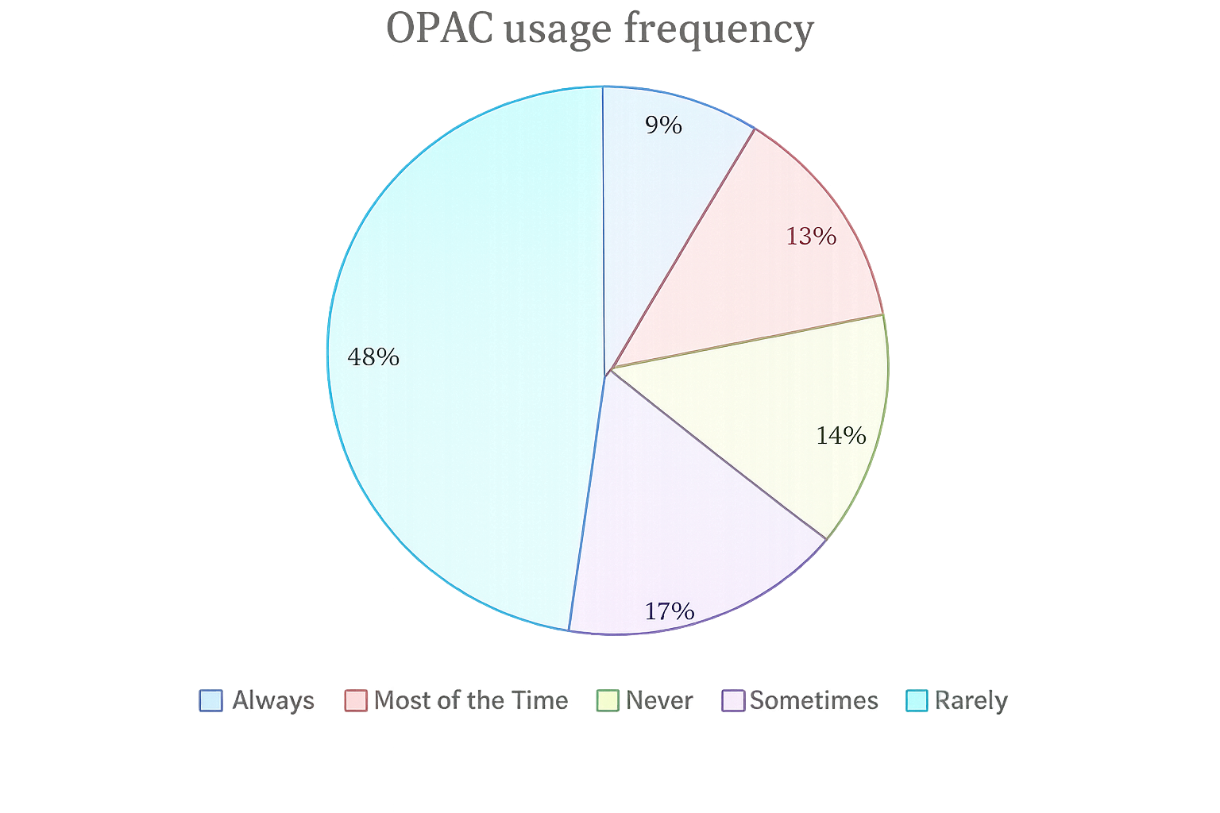 OPAC usage frequency
9%
13%
48%
14%
17%
Always Most of the Time Never Sometimes Rarely